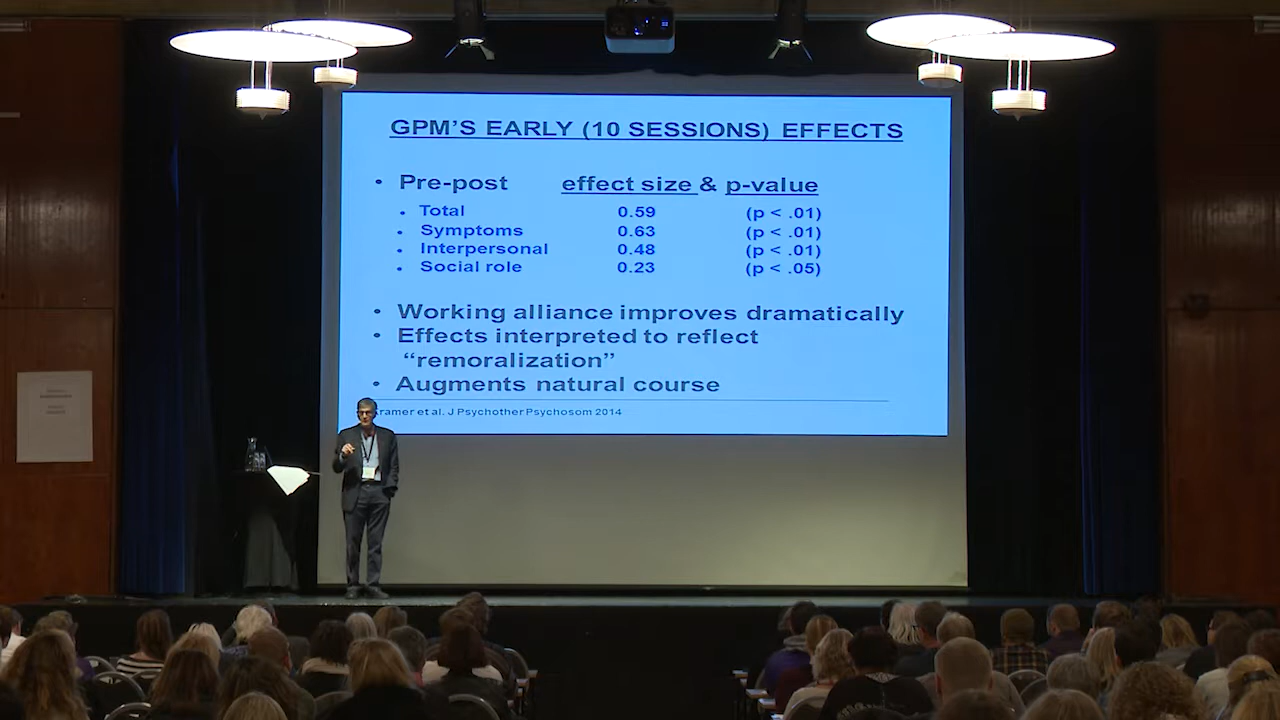 GPM'S EARLY (10 SESSIONS) EFFECTS
• Pre-post effect size & p-value
• Total 0.59 (p < .01)
• Symptoms 0.63 (p < .01)
• Interpersonal 0.48 (p < .01)
• Social role 0.23 (p < .05)
• Working alliance improves dramatically
• Effects interpreted to reflect
“remoralization”
• Augments natural course
ramer et al. J Psychother Psychosom 2014